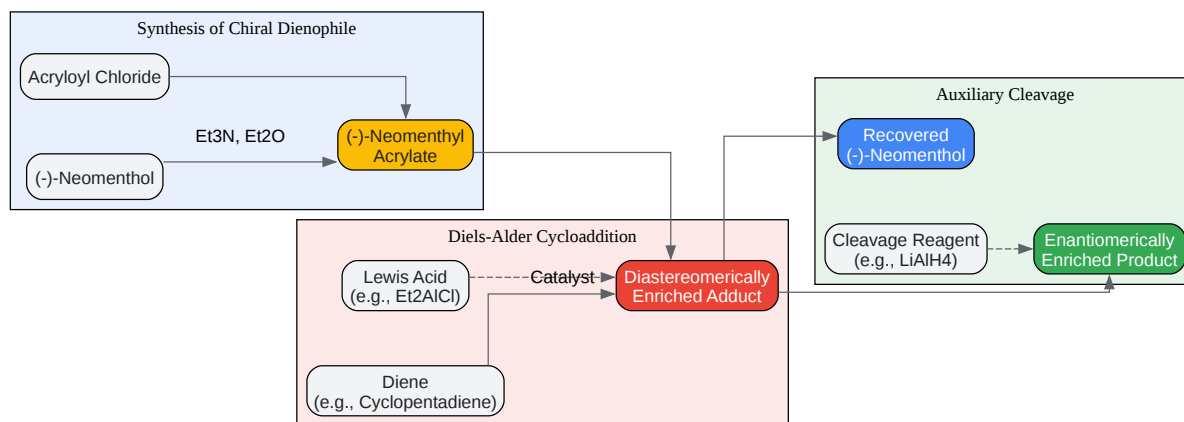 Synthesis of Chiral Dienophile
Acryloyl Chloride
Et3N, Et2O
(-)-Neomenthol
(-)-Neomenthyl
Acrylate
Diels-Alder Cycloaddition
Lewis Acid
(e.g., Et2AlCl)
Catalyst
Diastereomerically
Enriched Adduct
Diene
(e.g., Cyclopentadiene)
Auxiliary Cleavage
Recovered
(-)-Neomenthol
Cleavage Reagent
(e.g., LiAlH4)
Enantiomerically
Enriched Product